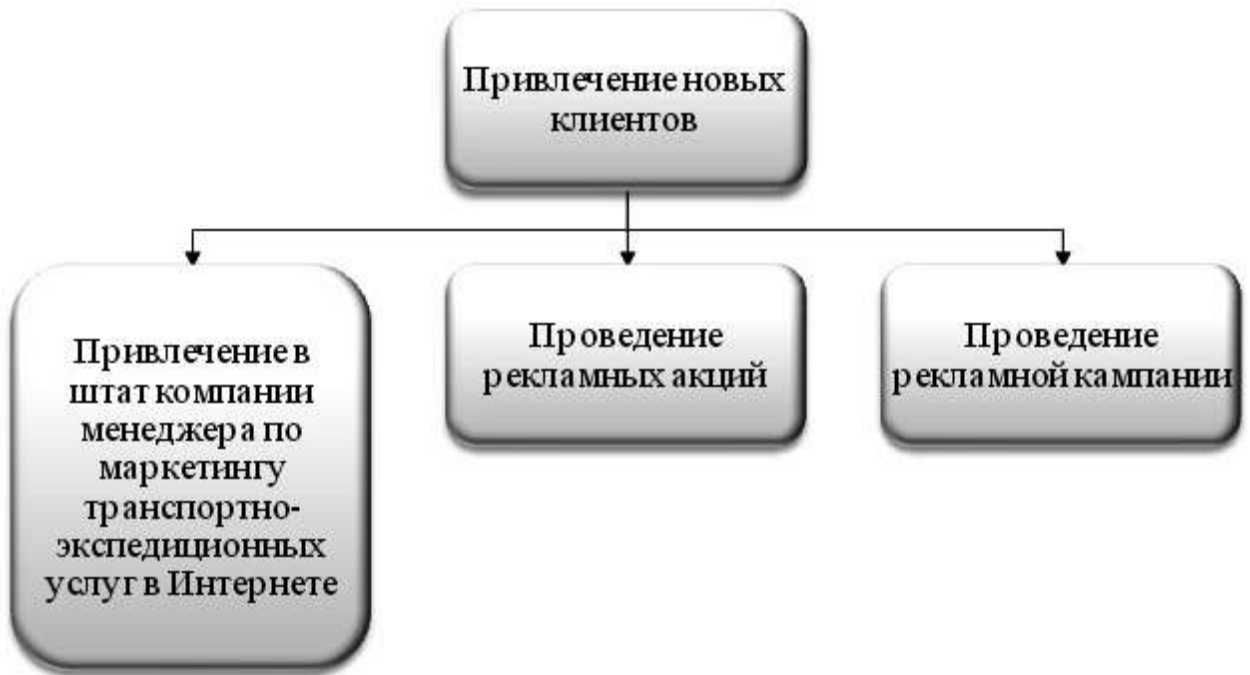 Привлечение новых
клиентов
Привлечение в
штат компании
менеджера по
маркетингу
транспортно-
экспедиционных
услуг в Интернете
Проведение
рекламных акций
Проведение
рекламной кампании